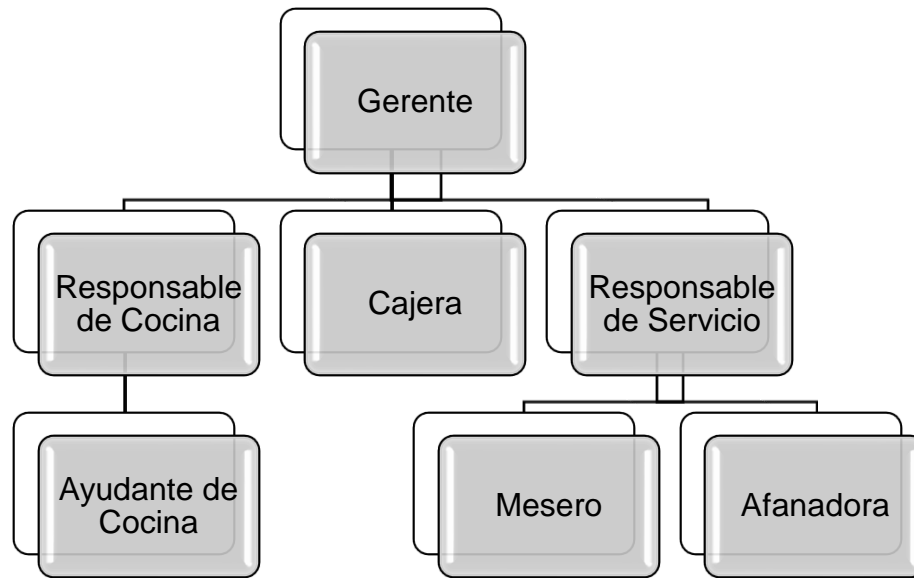 Gerente
Responsable
de Cocina
Cajera
Responsable
de Servicio
Ayudante de
Cocina
Mesero
Afanadora